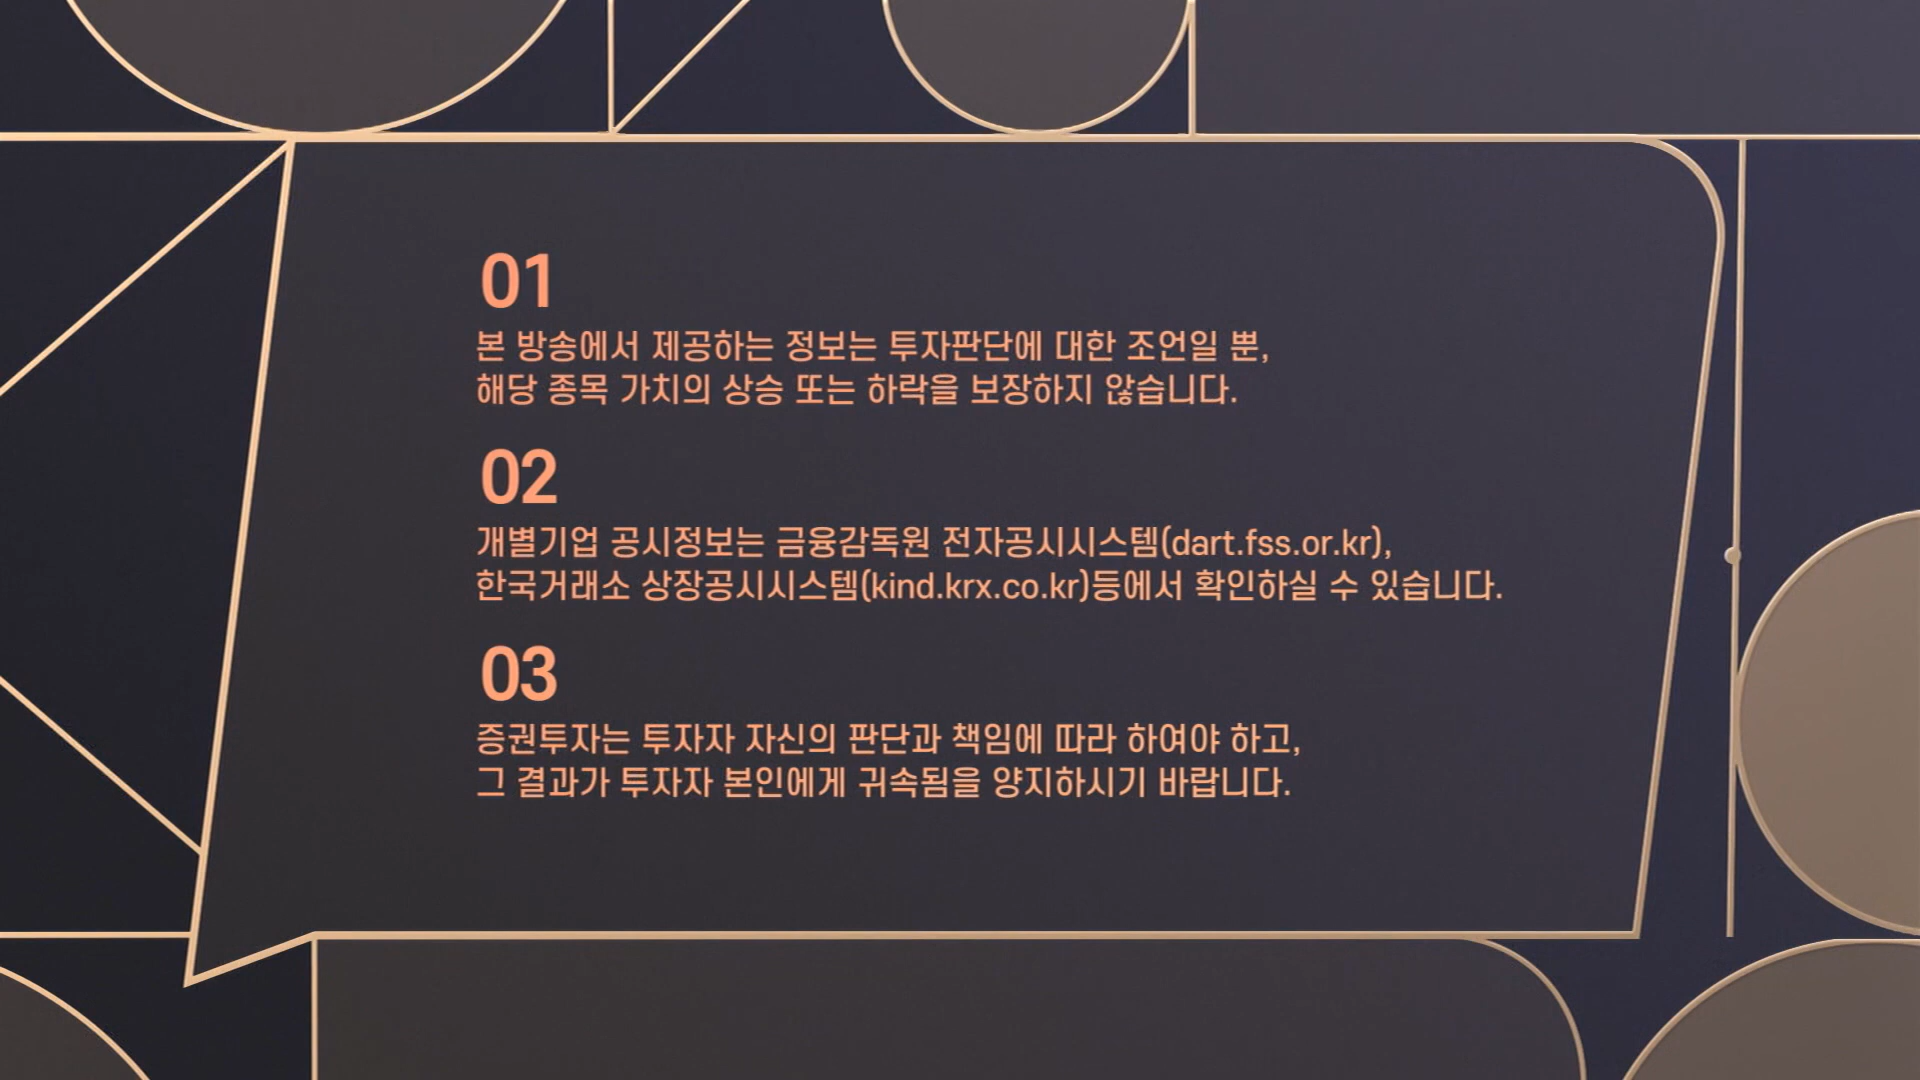 01
본 방송에서 제공하는 정보는 투자판단에 대한 조언일 뿐,
해당 종목 가치의 상승 또는 하락을 보장하지 않습니다.
02
개별기업 공시정보는 금융감독원 전자공시시스템(dart.fss.or.kr),
한국거래소 상장공시시스템(kind.krx.co.kr)등에서 확인하실 수 있습니다.
03
증권투자는 투자자 자신의 판단과 책임에 따라 하여야 하고,
그 결과가 투자자 본인에게 귀속됨을 양지하시기 바랍니다.